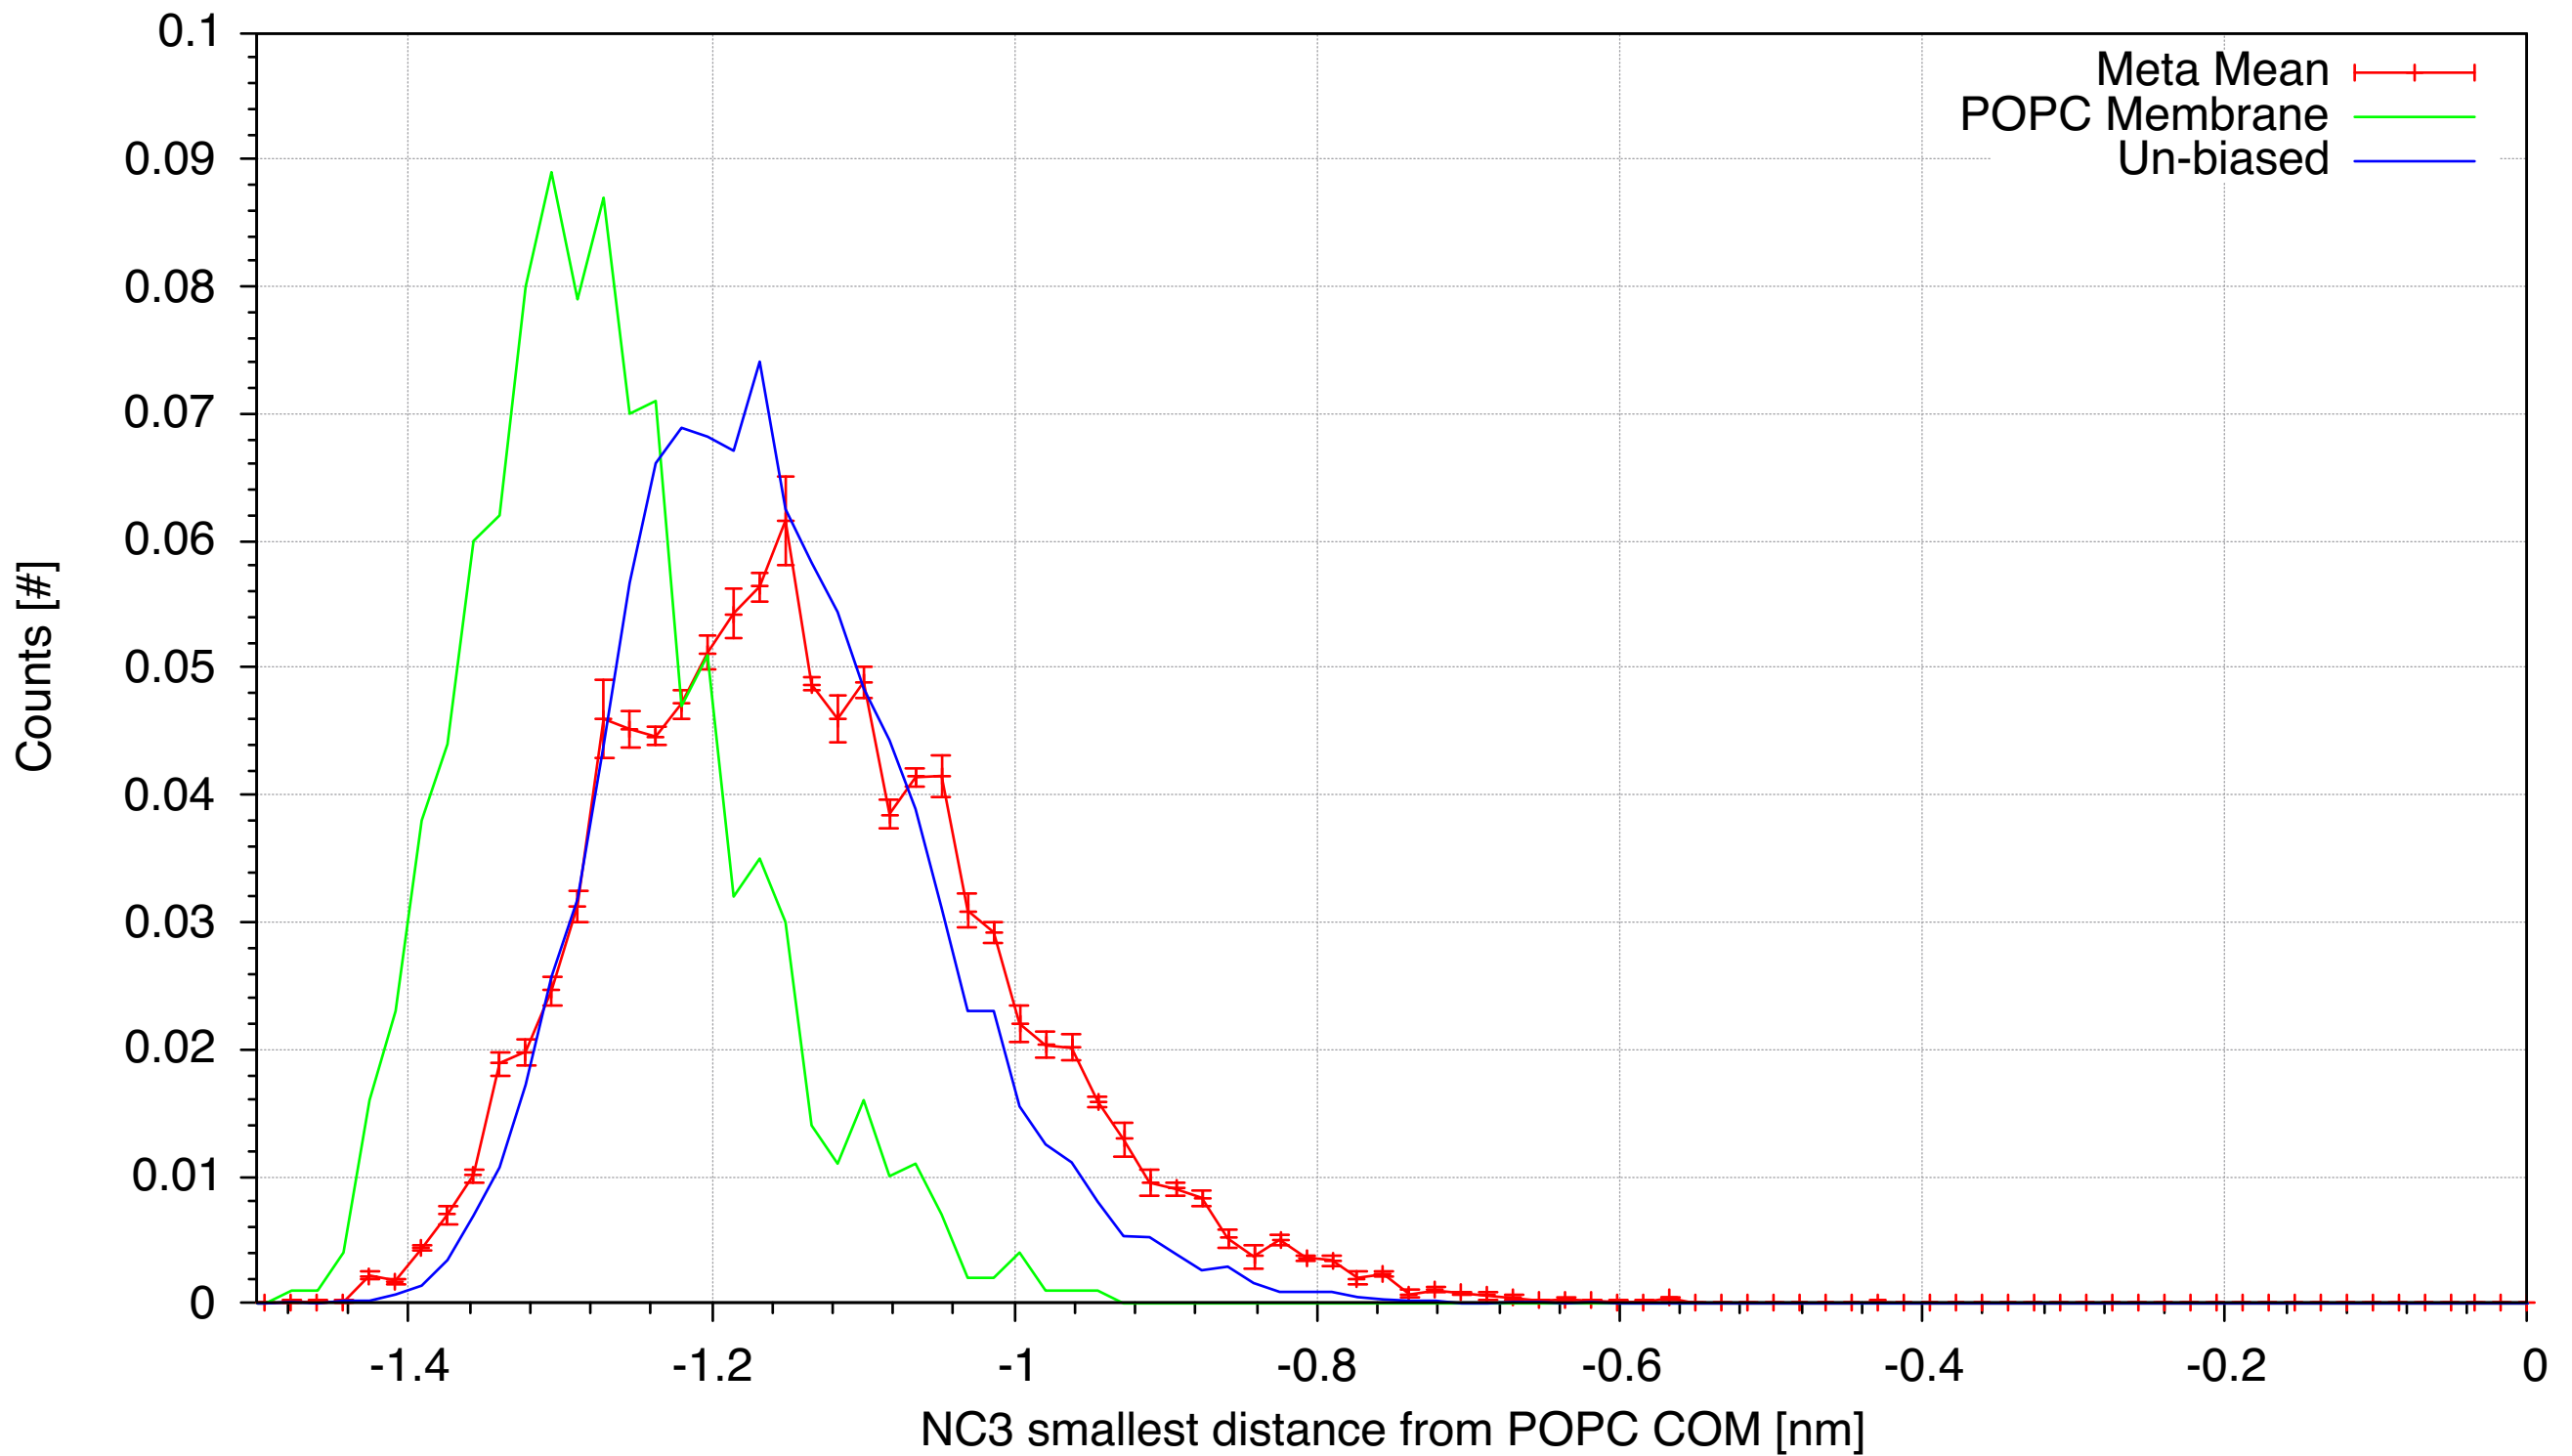 0.1
0.09
0.08
0.07
0.06
0.05
0.04
0.03
0.02
0.01
0
Counts [#]
Meta Mean
POPC Membrane
Un-biased
-1.4 -1.2 -1 -0.8 -0.6 -0.4 -0.2 0
NC3 smallest distance from POPC COM [nm]